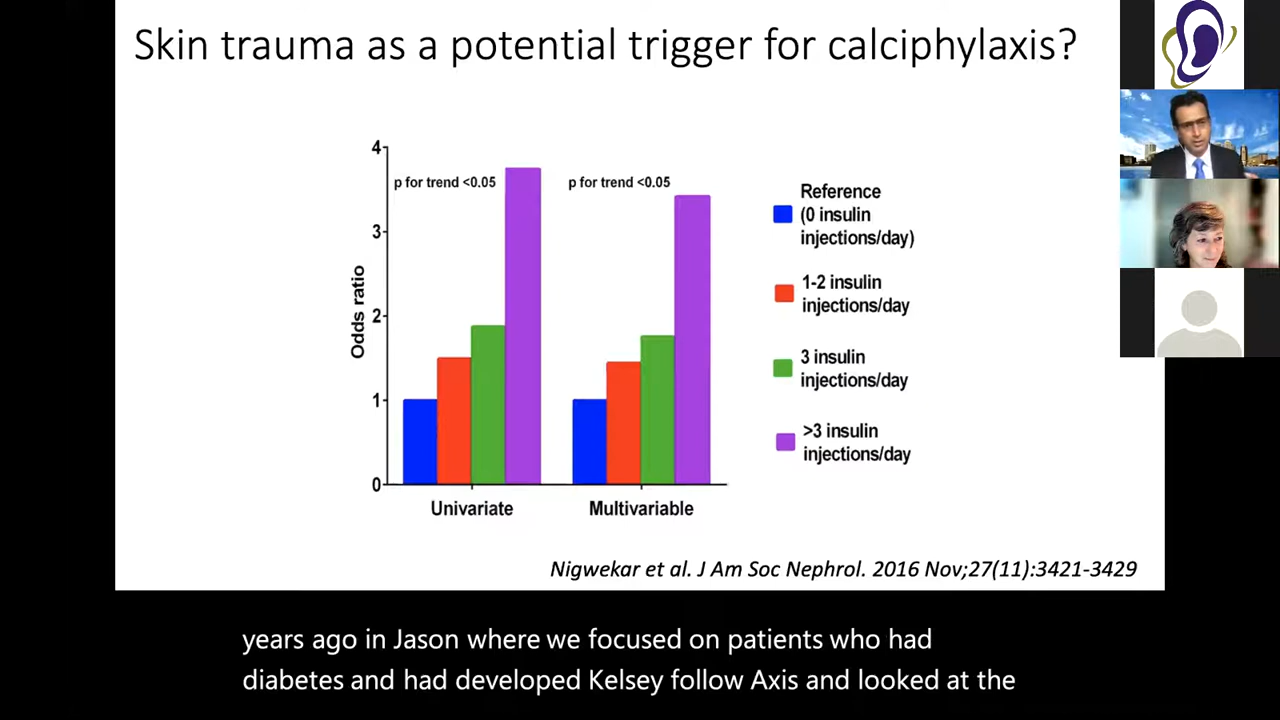 Skin trauma as a potential trigger for calciphylaxis?
4
3
2
1
0
Odds ratio
p for trend <0.05
p for trend <0.05
Univariate
Multivariable
Reference
(0 insulin
injections/day)
1-2 insulin
injections/day
3 insulin
injections/day
>3 insulin
injections/day
Nigwekar et al. J Am Soc Nephrol. 2016 Nov;27(11):3421-3429
years ago in Jason where we focused on patients who had
diabetes and had developed Kelsey follow Axis and looked at the